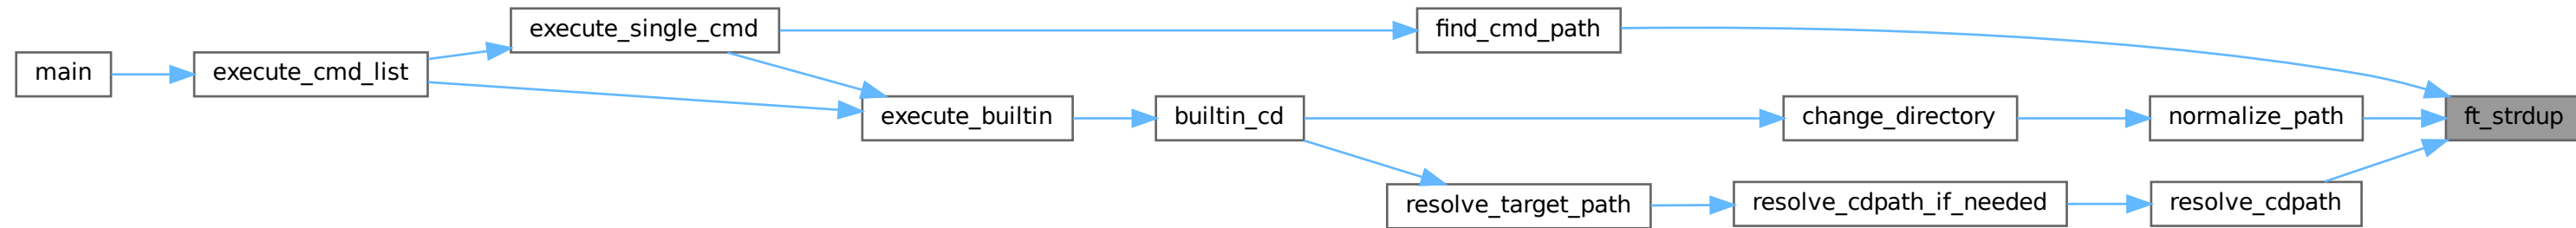 execute_single_cmd
find_cmd_path
main
execute_cmd_list
execute_builtin
builtin_cd
change_directory
normalize_path
ft_strdup
resolve_target_path
resolve_cdpath_if_needed
resolve_cdpath